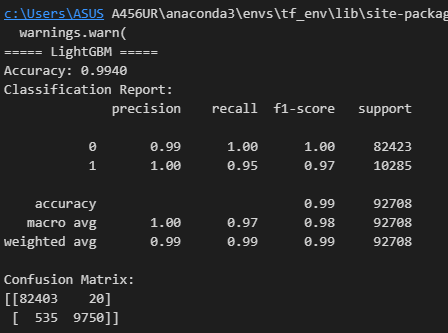 c:\Users\ASUS A456UR\anaconda3\envs\tf_env\lib\site-packag
warnings.warn(
===== LightGBM =====
Accuracy: 0.9940
Classification Report:
precision recall f1-score support
0 0.99 1.00 1.00 82423
1 1.00 0.95 0.97 10285
accuracy 0.99 92708
macro avg 1.00 0.97 0.98 92708
weighted avg 0.99 0.99 0.99 92708
Confusion Matrix:
[[82403 20]
[ 535 9750]]